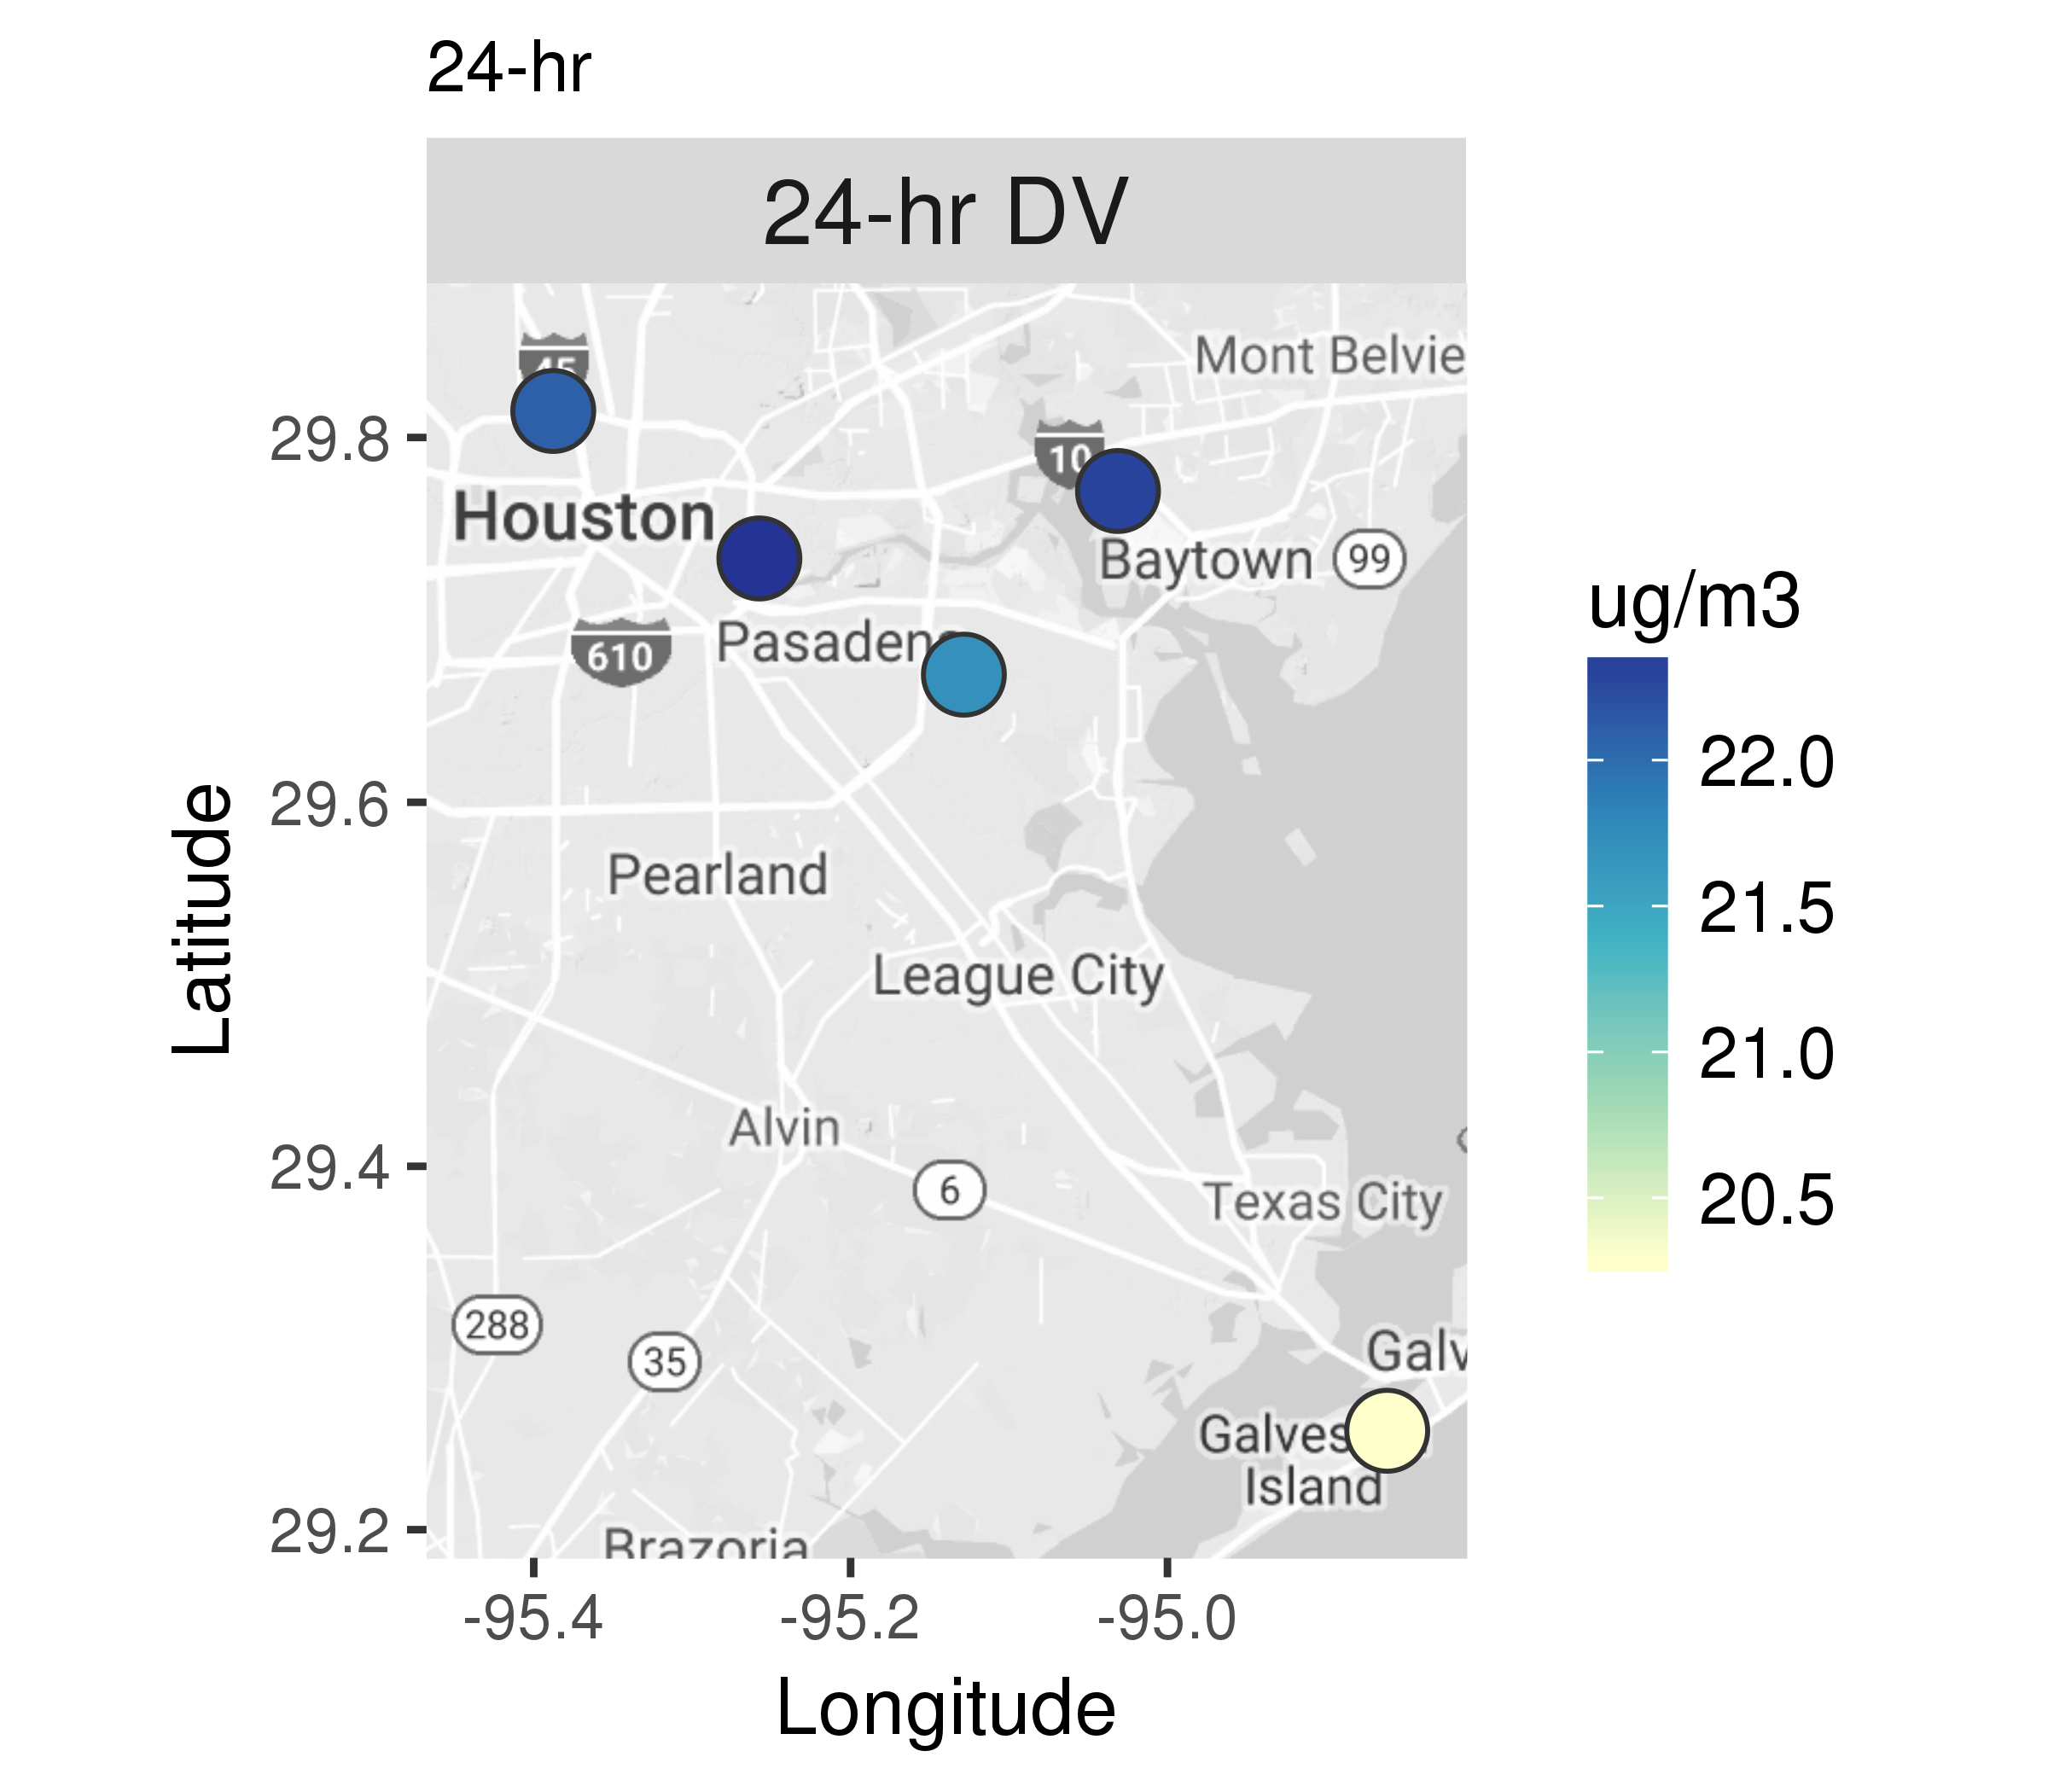 24-hr
24-hr DV
45
Mont Belvie
29.8
10
Houston
Baytown
99
ug/m3
Pasaden
610
22.0
29.6
Pearland
21.5
Latitude
League City
21.0
Alvin
29.4
6
Texas City
20.5
288
35
Galv
Galves
Island
29.2
Brazoria
-95.4
-95.2
-95.0
Longitude